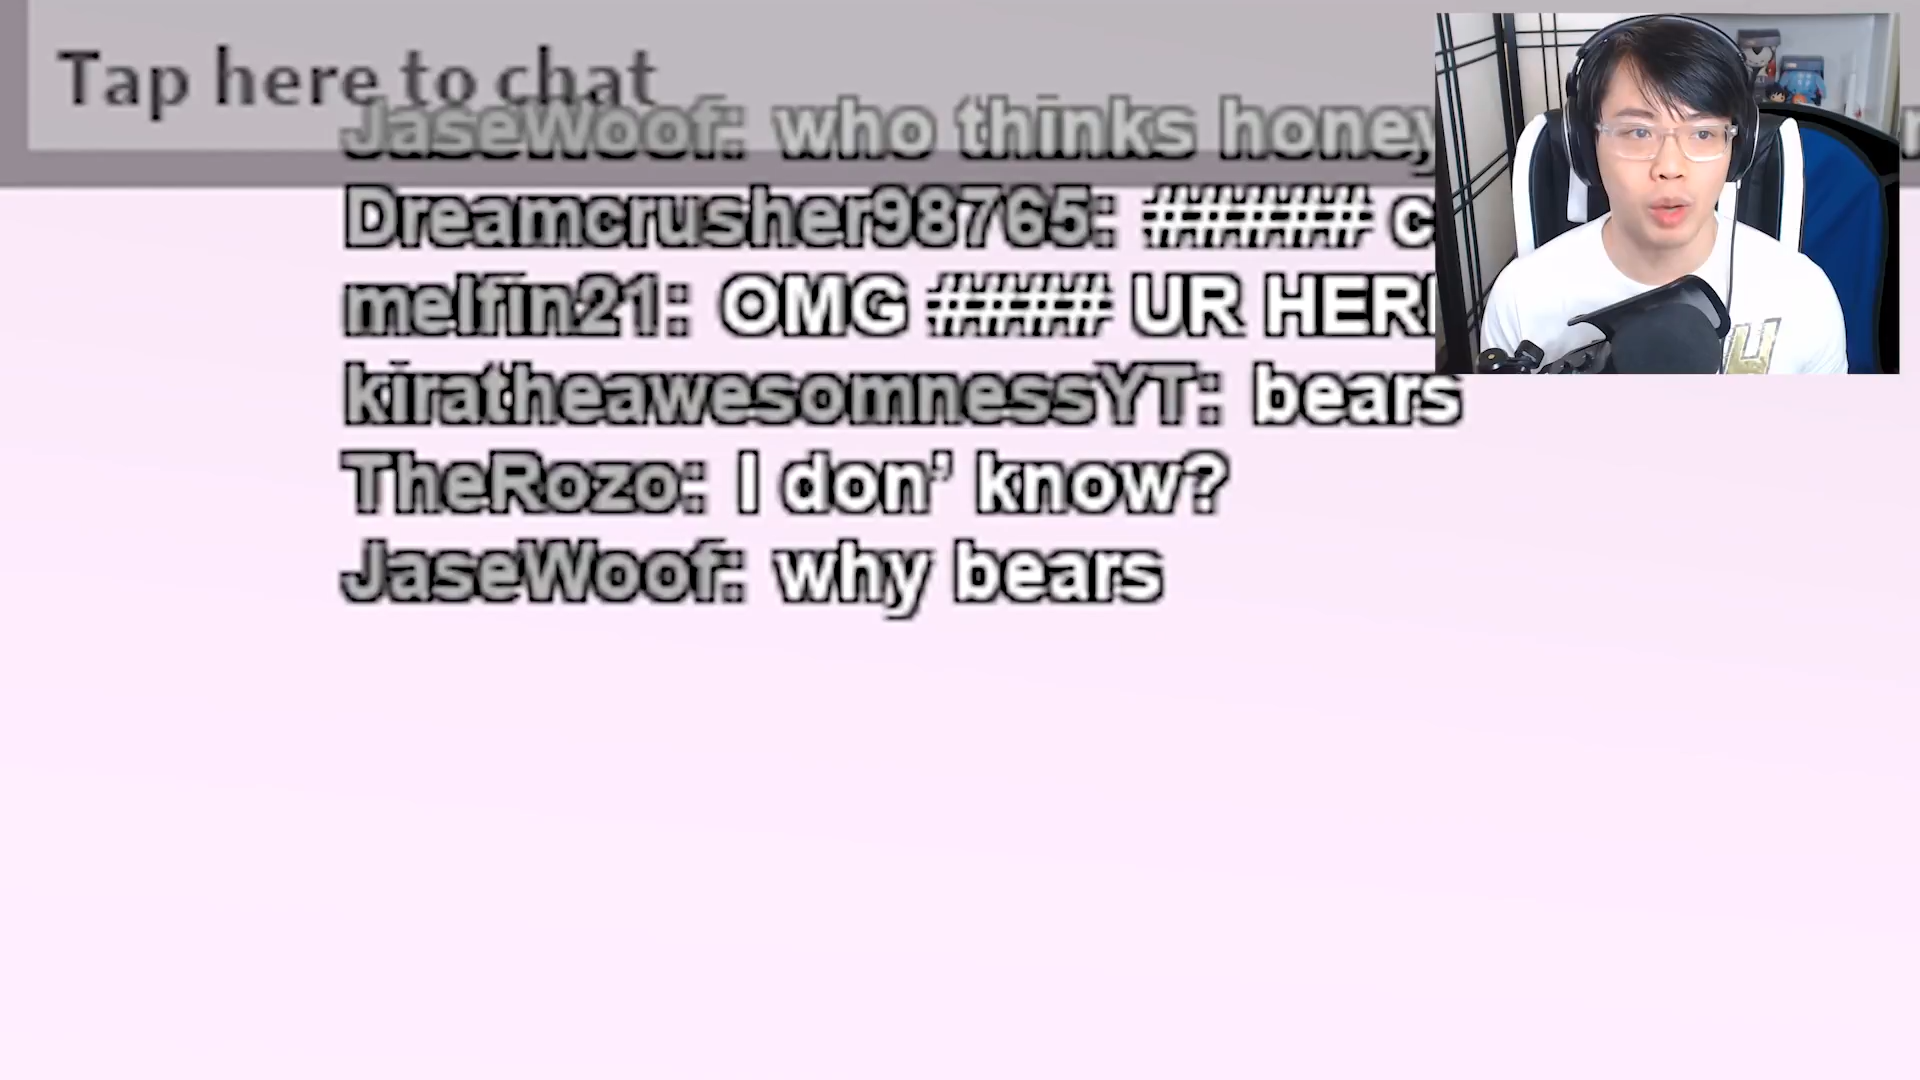 Tap here to chat
JaseWoof: who thinks honey
Dreamcrusher98765: ###### c
melfin21: OMG #### UR HER
kiratheawesomnessYT: bears
TheRozo: I don’ know?
JaseWoof: why bears